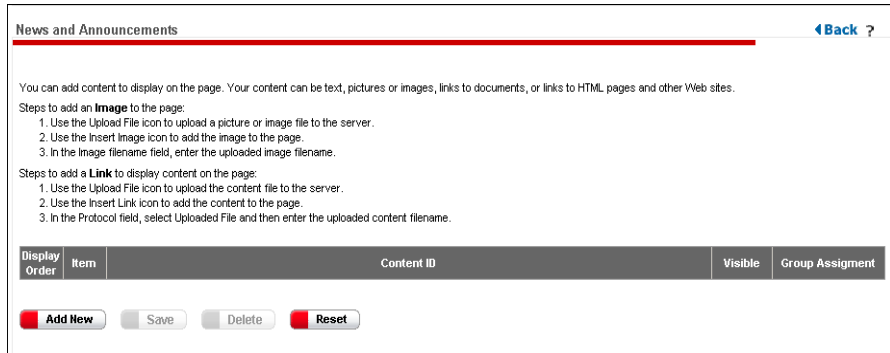 News and Announcements
Back ?
You can add content to display on the page. Your content can be text, pictures or images, links to documents, or links to HTML pages and other Web sites.
Steps to add an Image to the page:
1. Use the Upload File icon to upload a picture or image file to the server.
2. Use the Insert Image icon to add the image to the page.
3. In the Image filename field, enter the uploaded image filename.
Steps to add a Link to display content on the page:
1. Use the Upload File icon to upload the content file to the server.
2. Use the Insert Link icon to add the content to the page.
3. In the Protocol field, select Uploaded File and then enter the uploaded content filename.
Display Order
Item
Content ID
Visible
Group Assigment
Add New
Save
Delete
Reset